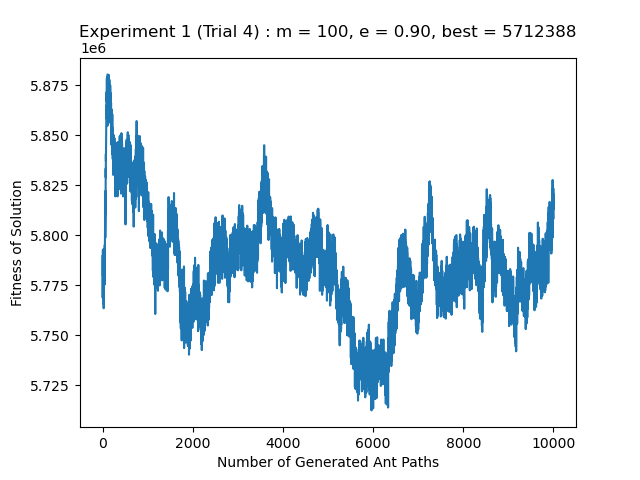 Experiment 1 (Trial 4) : m = 100, e = 0.90, best = 5712388
1e6
5.875
5.850
5.825
5.800
5.775
5.750
5.725
Fitness of Solution
0 2000 4000 6000 8000 10000
Number of Generated Ant Paths